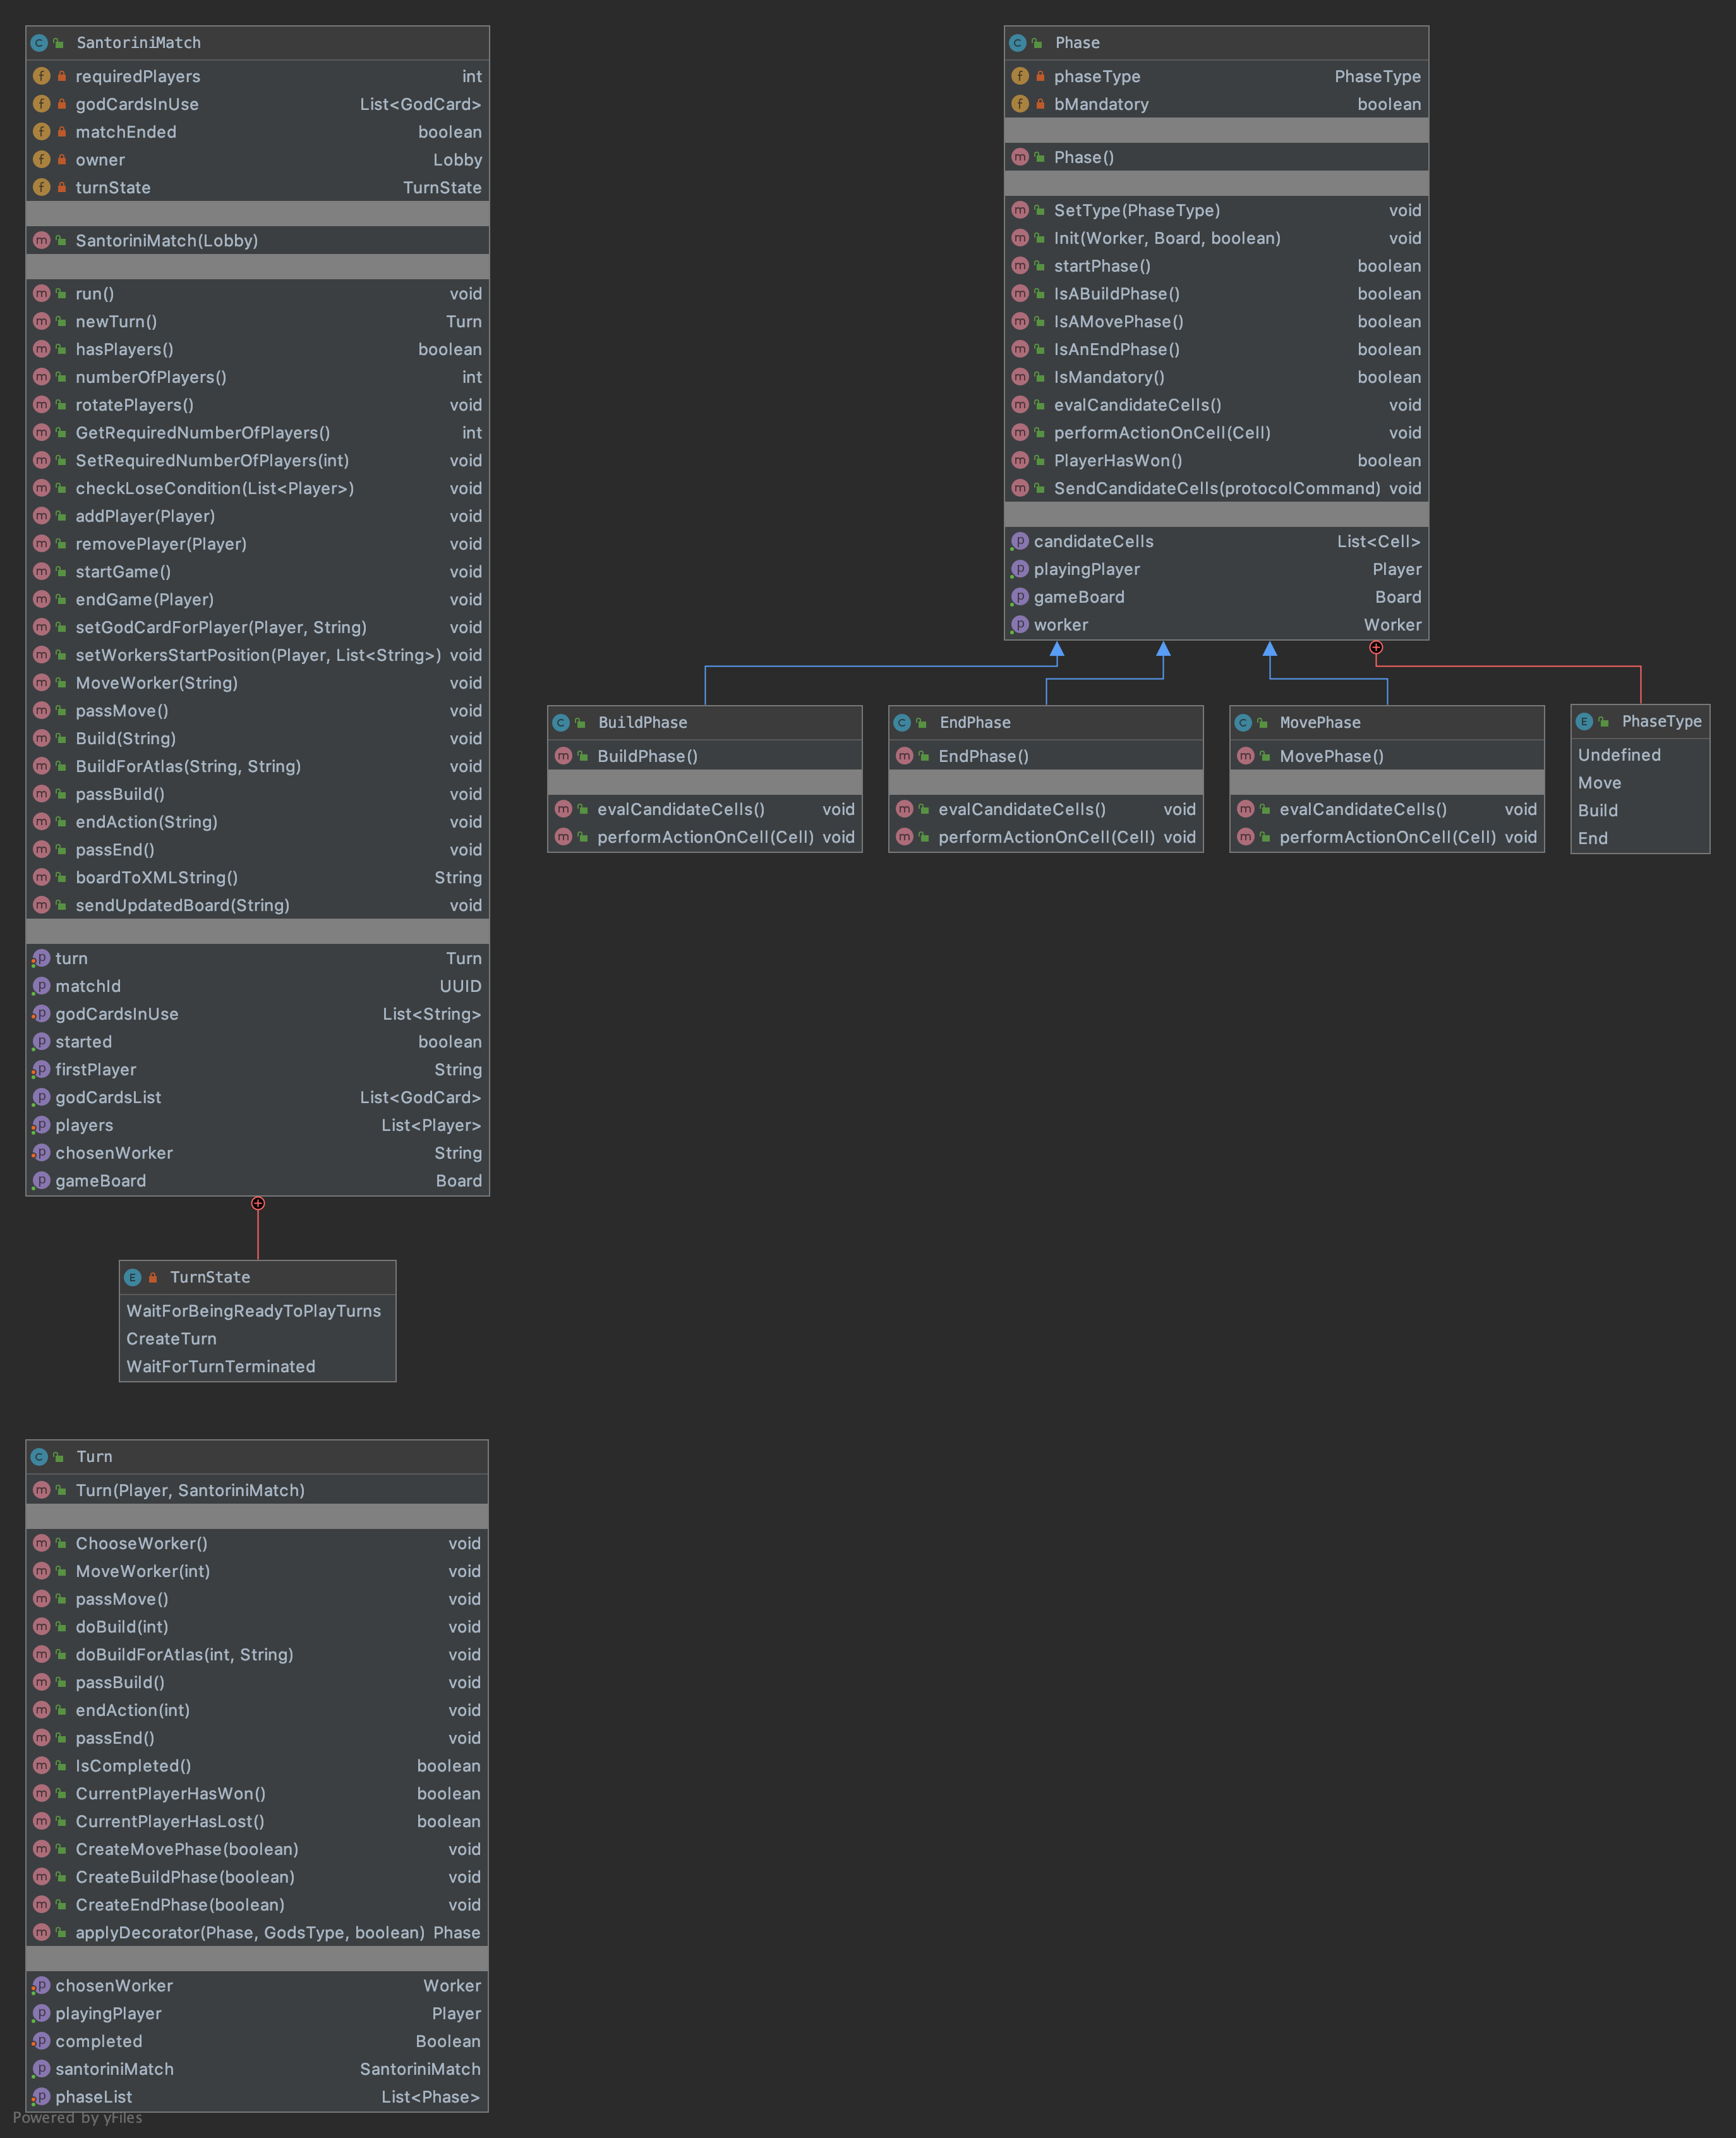 SantoriniMatch
requiredPlayers int
godCardsInUse List<GodCard>
matchEnded boolean
owner Lobby
turnState TurnState
SantoriniMatch(Lobby)
run() void
newTurn() Turn
hasPlayers() boolean
numberOfPlayers() int
rotatePlayers() void
GetRequiredNumberOfPlayers() int
SetRequiredNumberOfPlayers(int) void
checkLoseCondition(List<Player>) void
addPlayer(Player) void
removePlayer(Player) void
startGame() void
endGame(Player) void
setGodCardForPlayer(Player, String) void
setWorkersStartPosition(Player, List<String>) void
MoveWorker(String) void
passMove() void
Build(String) void
BuildForAtlas(String, String) void
passBuild() void
endAction(String) void
passEnd() void
boardToXMLString() String
sendUpdatedBoard(String) void
turn Turn
matchId UUID
godCardsInUse List<String>
started boolean
firstPlayer String
godCardsList List<GodCard>
players List<Player>
chosenWorker String
gameBoard Board
TurnState
WaitForBeingReadyToPlayTurns
CreateTurn
WaitForTurnTerminated
Phase
phaseType PhaseType
bMandatory boolean
Phase()
SetType(PhaseType) void
Init(Worker, Board, boolean) void
startPhase() boolean
IsABuildPhase() boolean
IsAMovePhase() boolean
IsAnEndPhase() boolean
IsMandatory() boolean
evalCandidateCells() void
performActionOnCell(Cell) void
PlayerHasWon() boolean
SendCandidateCells(protocolCommand) void
candidateCells List<Cell>
playingPlayer Player
gameBoard Board
worker Worker
BuildPhase
BuildPhase()
evalCandidateCells() void
performActionOnCell(Cell) void
EndPhase
EndPhase()
evalCandidateCells() void
performActionOnCell(Cell) void
MovePhase
MovePhase()
evalCandidateCells() void
performActionOnCell(Cell) void
PhaseType
Undefined
Move
Build
End
Turn
Turn(Player, SantoriniMatch)
ChooseWorker() void
MoveWorker(int) void
passMove() void
doBuild(int) void
doBuildForAtlas(int, String) void
passBuild() void
endAction(int) void
passEnd() void
IsCompleted() boolean
CurrentPlayerHasWon() boolean
CurrentPlayerHasLost() boolean
CreateMovePhase(boolean) void
CreateBuildPhase(boolean) void
CreateEndPhase(boolean) void
applyDecorator(Phase, GodsType, boolean) Phase
chosenWorker Worker
playingPlayer Player
completed Boolean
santoriniMatch SantoriniMatch
phaseList List<Phase>
Powered by yFiles